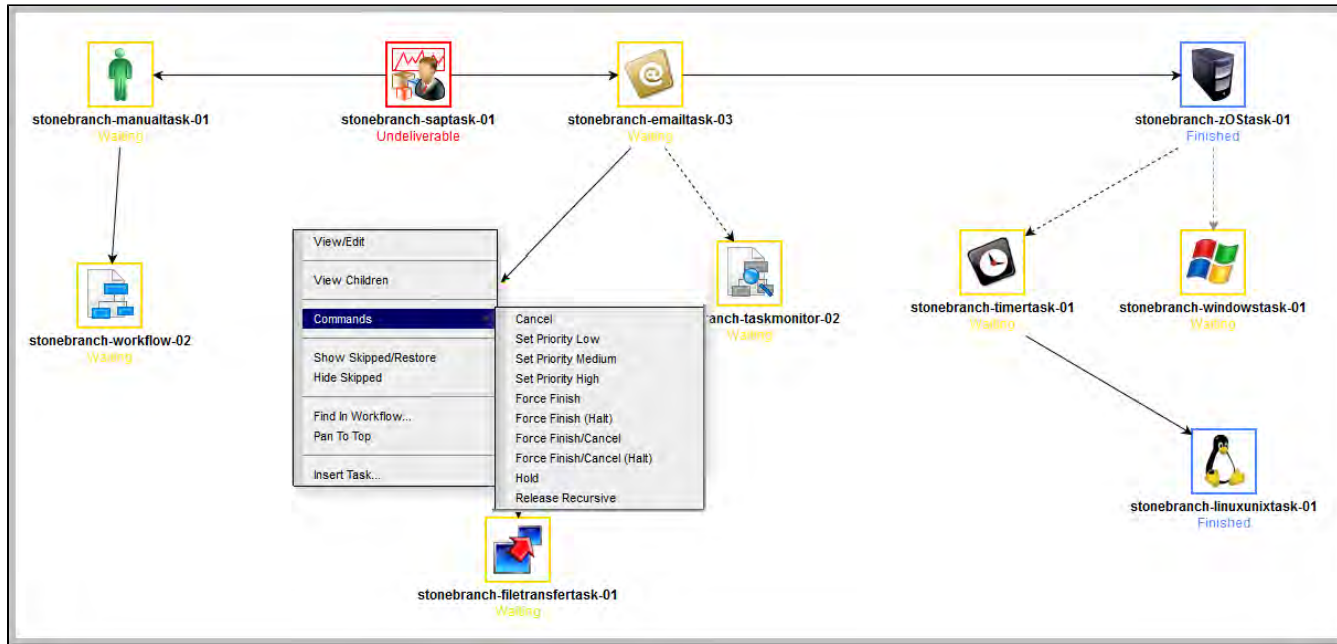 stonebranch-manualtask-01
Waiting
stonebranch-saptask-01
Undeliverable
stonebranch-emailtask-03
Waiting
stonebranch-zOStask-01
Finished
View/Edit
View Children
Commands
Show Skipped/Restore
Hide Skipped
Find In Workflow...
Pan To Top
Insert Task...
Cancel
Set Priority Low
Set Priority Medium
Set Priority High
Force Finish
Force Finish (Halt)
Force Finish/Cancel
Force Finish/Cancel (Halt)
Hold
Release Recursive
stonebranch-workflow-02
Waiting
anch-taskmonitor-02
Waiting
stonebranch-timertask-01
Waiting
stonebranch-windowstask-01
Waiting
stonebranch-linuxunixtask-01
Finished
stonebranch-filetransfertask-01
Waiting